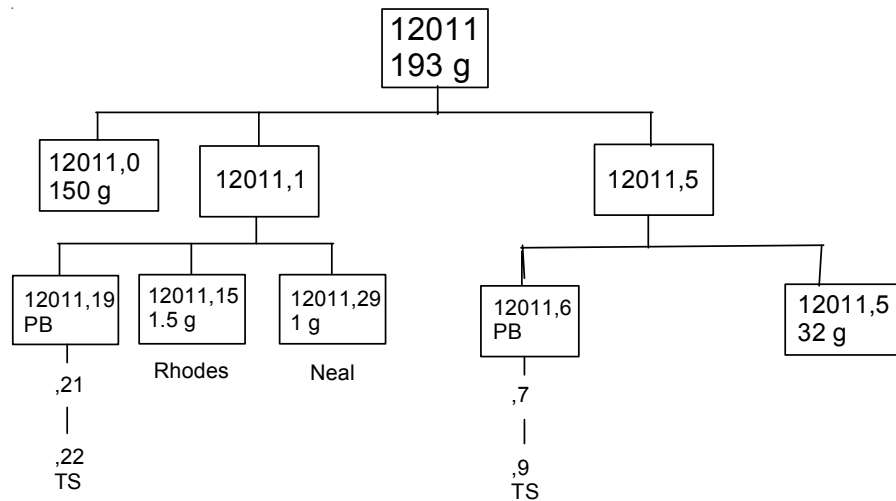 12011
193 g
12011,0
150 g
12011,1
12011,5
12011,19
PB
12011,15
1.5 g
12011,29
1 g
12011,6
PB
12011,5
32 g
Rhodes
Neal
,21
,7
,22
TS
,9
TS